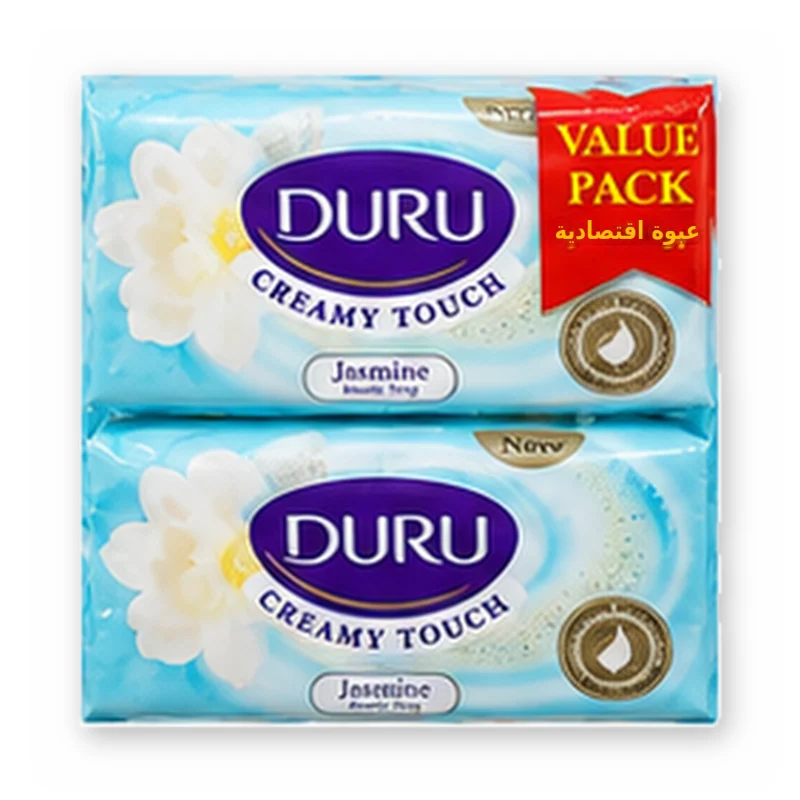 VALUE
PACK
عبوة اقتصادية
DURU
CREAMY TOUCH
Jasmine
New
DURU
CREAMY TOUCH
Jasmine